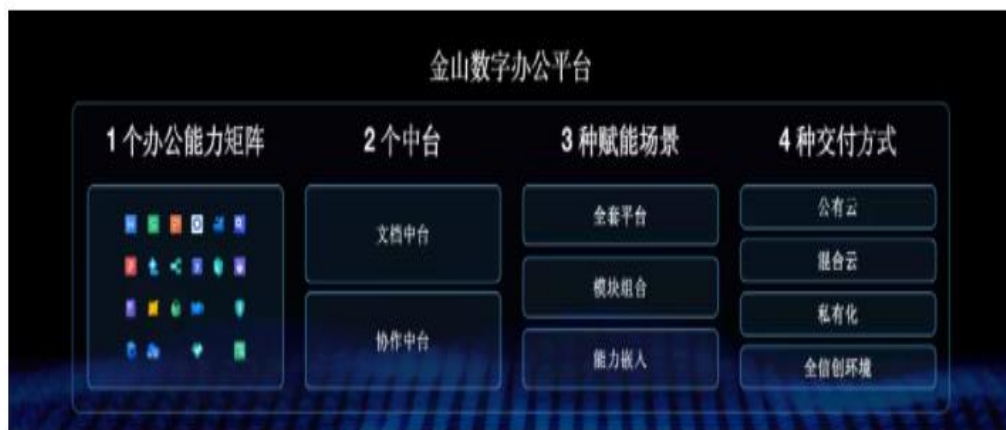 金山数字办公平台
1 个办公能力矩阵
2 个中台
3 种赋能场景
4 种交付方式
文档中台
协作中台
全套平台
模块组合
能力嵌入
公有云
混合云
私有化
全信创环境